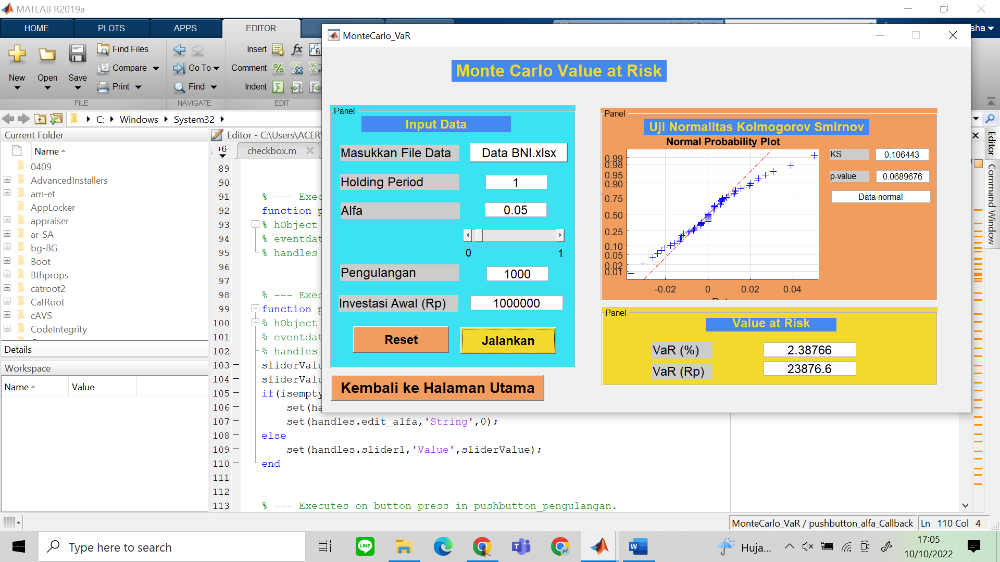 MATLAB R2019a
HOME PLOTS APPS EDITOR
sha
New Open Save
Find Files
Compare
Print
Go To
Find
Insert fx
Comment
Indent
FILE NAVIGATE EDIT
C: Windows System32
Current Folder
Name
0409
AdvancedInstallers
am-et
AppLocker
appraiser
ar-SA
bg-BG
Boot
Bthprops
catroot2
CatRoot
cAVS
CodeIntegrity
Details
Workspace
Name Value
Editor - C:\Users\ACER\
+6 checkbox.m
89
90
91 % --- Exec
92 function p
93 % hObject
94 % eventdat
95 % handles
96
97
98 % --- Exec
99 function p
100 % hObject
101 % eventdat
102 % handles
103 sliderValu
104 sliderValu
105 if(isempty
106 set(ha
107 set(handles.edit_alfa,'String',0);
108 else
109 set(handles.slider1,'Value',sliderValue);
110 end
111
112
113 % --- Executes on button press in pushbutton_pengulangan.
MonteCarlo_VaR
Monte Carlo Value at Risk
Panel
Input Data
Masukkan File Data Data BNI.xlsx
Holding Period 1
Alfa 0.05
0 1
Pengulangan 1000
Investasi Awal (Rp) 1000000
Reset Jalankan
Kembali ke Halaman Utama
Panel
Uji Normalitas Kolmogorov Smirnov
Normal Probability Plot
0.99
0.98
0.95
0.90
0.75
0.50
0.25
0.10
0.05
0.02
0.01
-0.02 0 0.02 0.04
KS 0.106443
p-value 0.0689676
Data normal
Panel
Value at Risk
VaR (%) 2.38766
VaR (Rp) 23876.6
Editor
Command Window
MonteCarlo_VaR / pushbutton_alfa_Callback Ln 110 Col 4
Type here to search
LINE
Huja...
17:05
10/10/2022